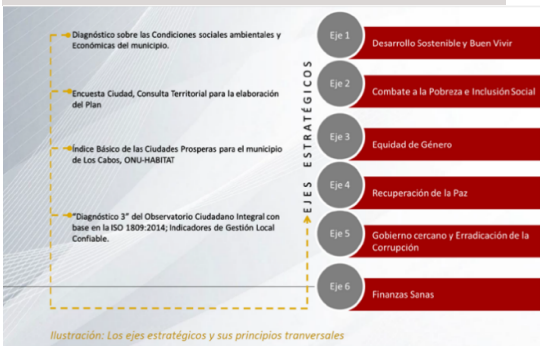 Diagnóstico sobre las Condiciones sociales ambientales y
Económicas del municipio.
Encuesta Ciudad, Consulta Territorial para la elaboración
del Plan
Índice Básico de las Ciudades Prosperas para el municipio
de Los Cabos, ONU-HABITAT
"Diagnóstico 3" del Observatorio Ciudadano Integral con
base en la ISO 1809:2014; Indicadores de Gestión Local
Confiable.
EJES ESTRATÉGICOS
Eje 1
Desarrollo Sostenible y Buen Vivir
Eje 2
Combate a la Pobreza e Inclusión Social
Eje 3
Equidad de Género
Eje 4
Recuperación de la Paz
Eje 5
Gobierno cercano y Erradicación de la
Corrupción
Eje 6
Finanzas Sanas
Ilustración: Los ejes estratégicos y sus principios tranversales